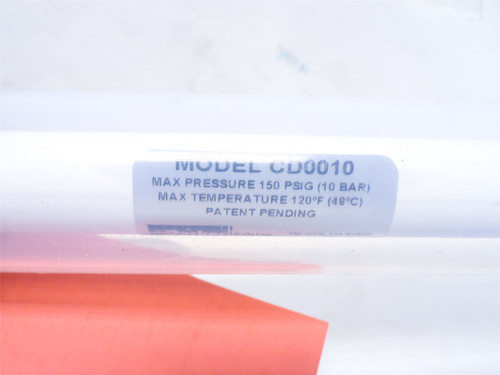 MODEL CD0010
MAX PRESSURE 150 PSIG (10 BAR)
MAX TEMPERATURE 120°F (49°C)
PATENT PENDING